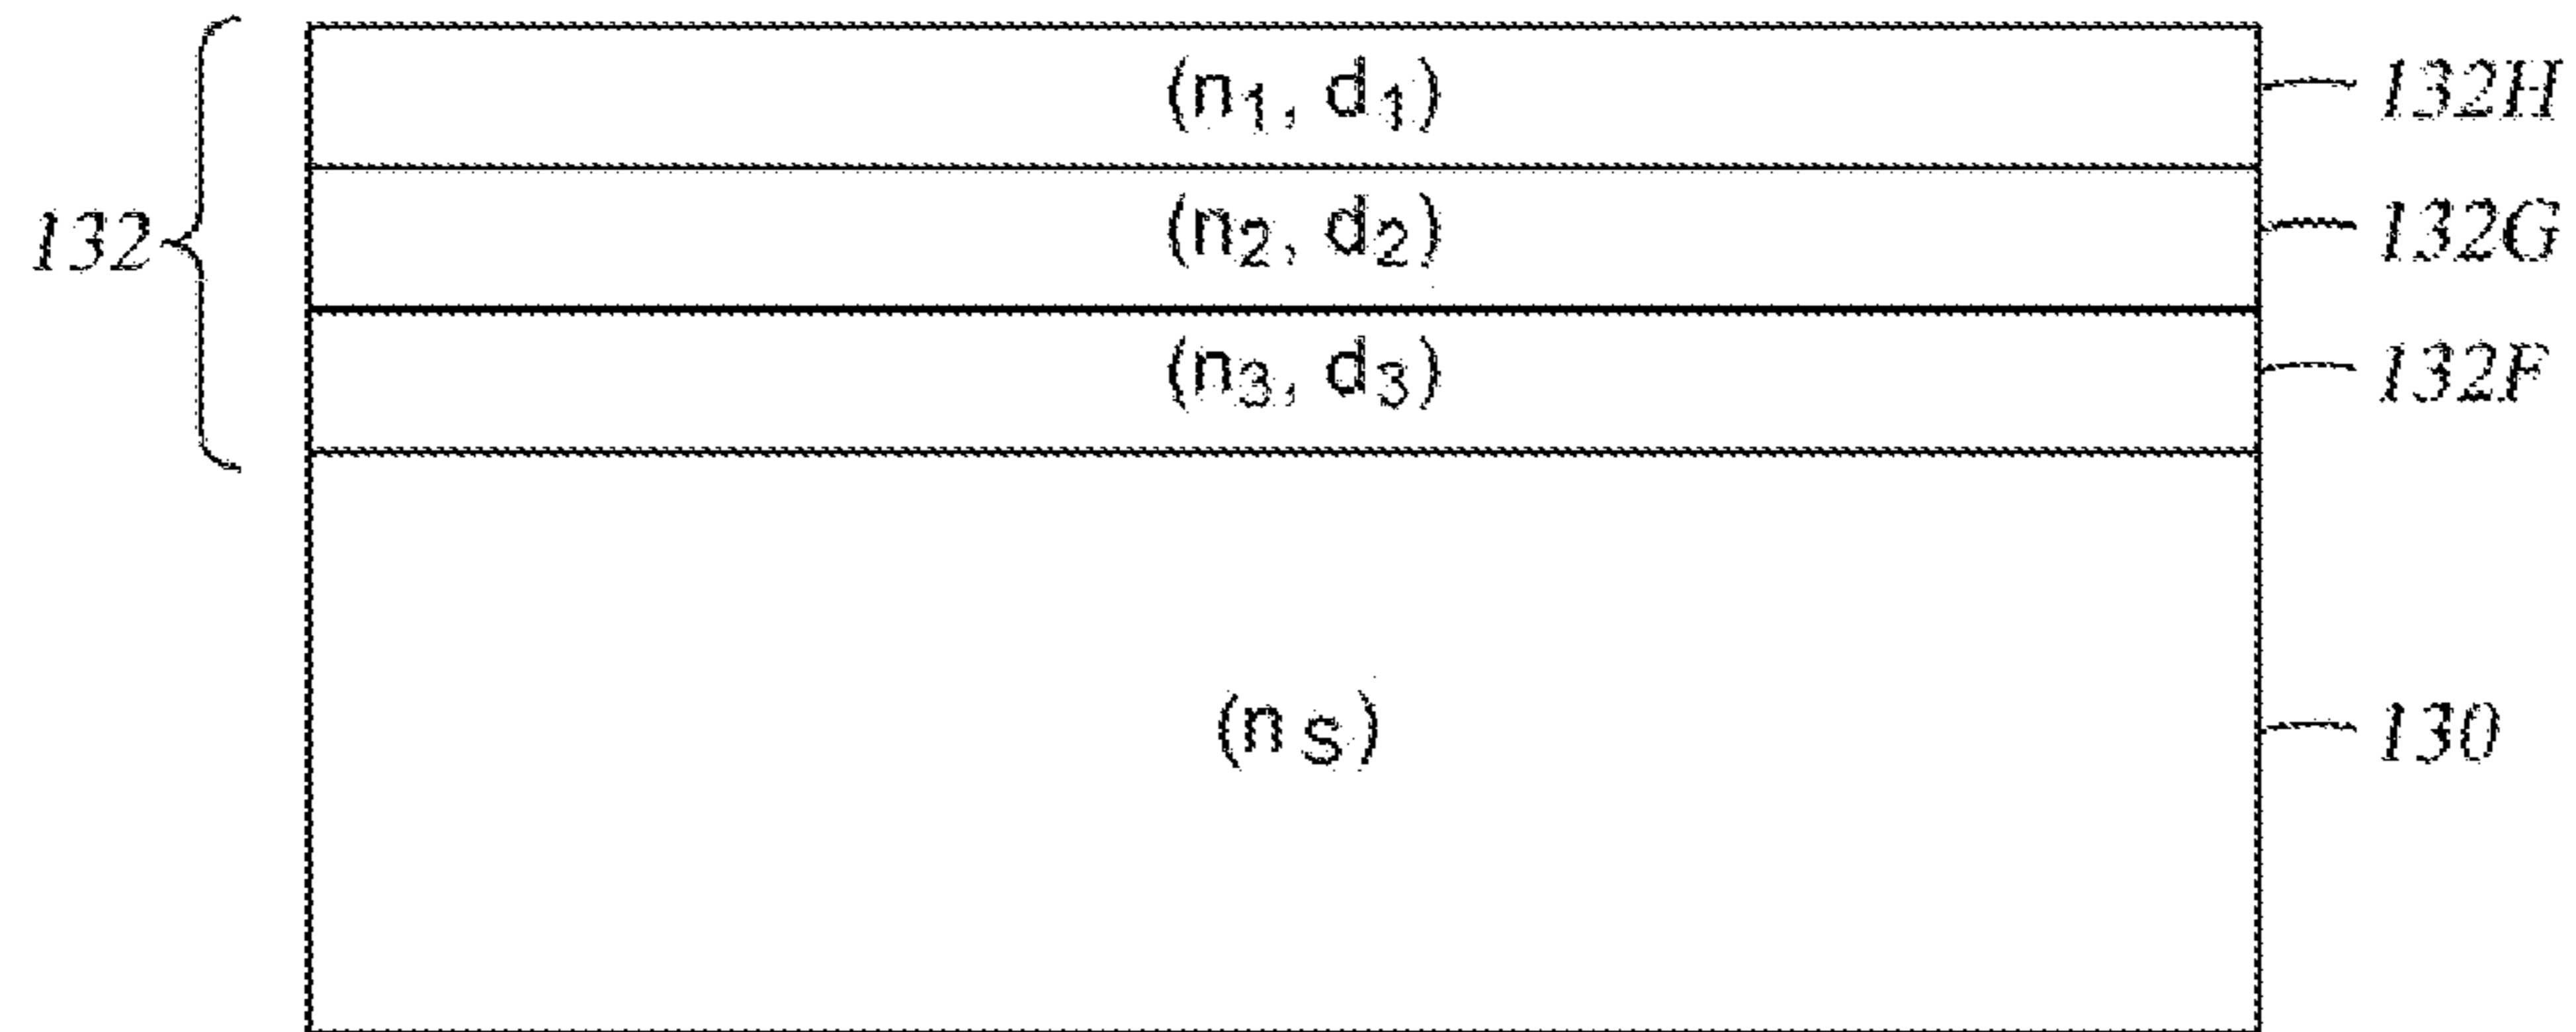 (n1, d1) 132H
132 (n2, d2) 132G
(n3, d3) 132F
(nS) 130